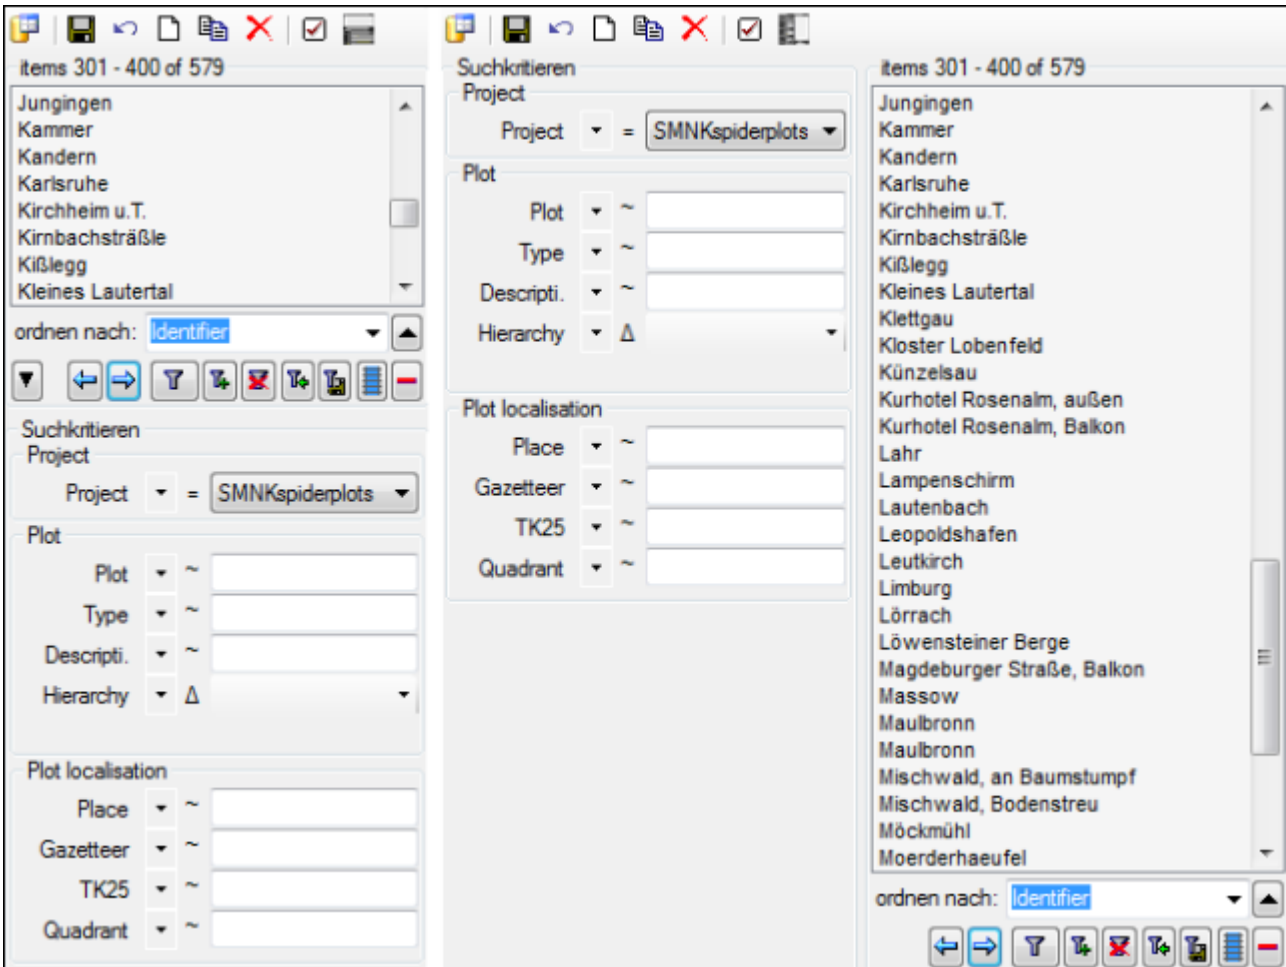 items 301 - 400 of 579
Jungingen
Kammer
Kandern
Karlsruhe
Kirchheim u.T.
Kirnbachsträßle
Kißlegg
Kleines Lautertal
ordnen nach: Identifier
Suchkritieren
Project
Project = SMNKspiderplots
Plot
Plot ~
Type ~
Descripti. ~
Hierarchy Δ
Plot localisation
Place ~
Gazetteer ~
TK25 ~
Quadrant ~
Suchkritieren
Project
Project = SMNKspiderplots
Plot
Plot ~
Type ~
Descripti. ~
Hierarchy Δ
Plot localisation
Place ~
Gazetteer ~
TK25 ~
Quadrant ~
items 301 - 400 of 579
Jungingen
Kammer
Kandern
Karlsruhe
Kirchheim u.T.
Kirnbachsträßle
Kißlegg
Kleines Lautertal
Klettgau
Kloster Lobenfeld
Künzelsau
Kurhotel Rosenalm, außen
Kurhotel Rosenalm, Balkon
Lahr
Lampenschirm
Lautenbach
Leopoldshafen
Leutkirch
Limburg
Lörrach
Löwensteiner Berge
Magdeburger Straße, Balkon
Massow
Maulbronn
Maulbronn
Mischwald, an Baumstumpf
Mischwald, Bodenstreu
Möckmühl
Moerderhaeufel
ordnen nach: Identifier